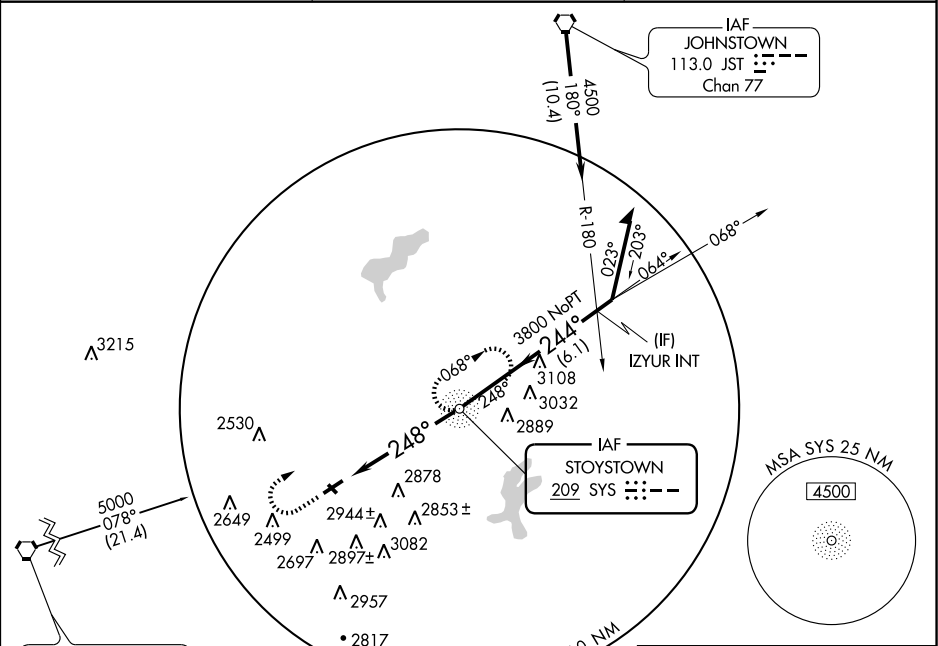 IAF
JOHNSTOWN
113.0 JST
Chan 77
4500
180°
(10.4)
R-180
023°
203°
064°
068°
3800 NoPT
244°
(6.1)
(IF)
IZYUR INT
3215
068°
248°
3108
3032
2889
2530
248°
IAF
STOYSTOWN
209 SYS
MSA SYS 25 NM
4500
5000
078°
(21.4)
2649
2499
2878
2944±
2853±
2697
2897±
3082
2957
2817
0 NM